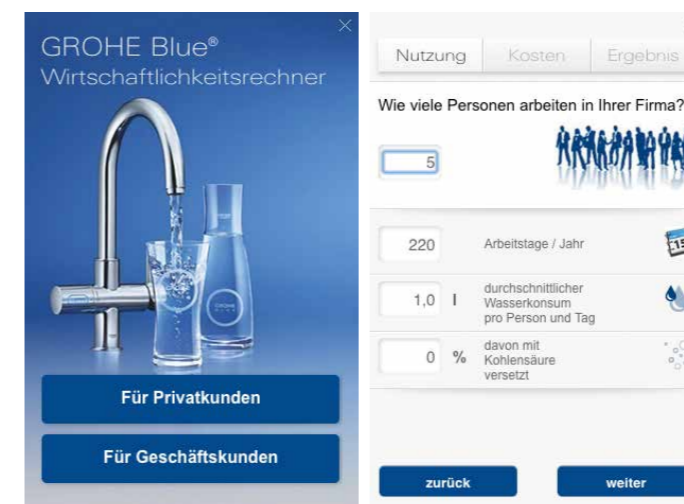 GROHE Blue®
Wirtschaftlichkeitsrechner
Für Privatkunden
Für Geschäftskunden
Nutzung Kosten Ergebnis
Wie viele Personen arbeiten in Ihrer Firma?
5
220 Arbeitstage / Jahr
1,0 l durchschnittlicher
Wasserkonsum
pro Person und Tag
0 % davon mit
Kohlensäure
versetzt
zurück weiter